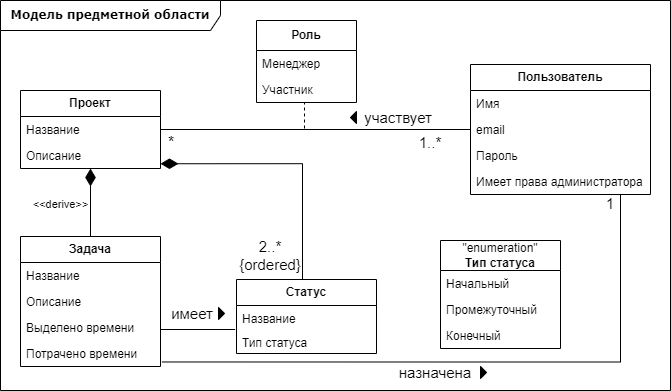 Модель предметной области
Роль
Менеджер
Участник
Проект
Название
Описание
Пользователь
Имя
email
Пароль
Имеет права администратора
участвует
*
1..*
<<derive>>
2..*
{ordered}
1
Задача
Название
Описание
Выделено времени
Потрачено времени
имеет
Статус
Название
Тип статуса
"enumeration"
Тип статуса
Начальный
Промежуточный
Конечный
назначена